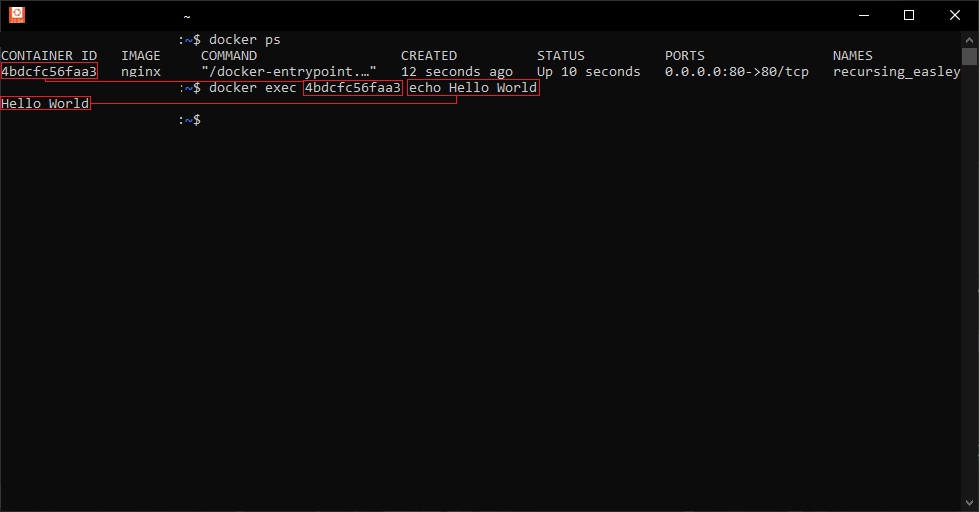 ~
:~$ docker ps
CONTAINER ID IMAGE COMMAND CREATED STATUS PORTS NAMES
4bdcfc56faa3 nginx "/docker-entrypoint.…" 12 seconds ago Up 10 seconds 0.0.0.0:80->80/tcp recursing_easley
:~$ docker exec 4bdcfc56faa3 echo Hello World
Hello World
:~$